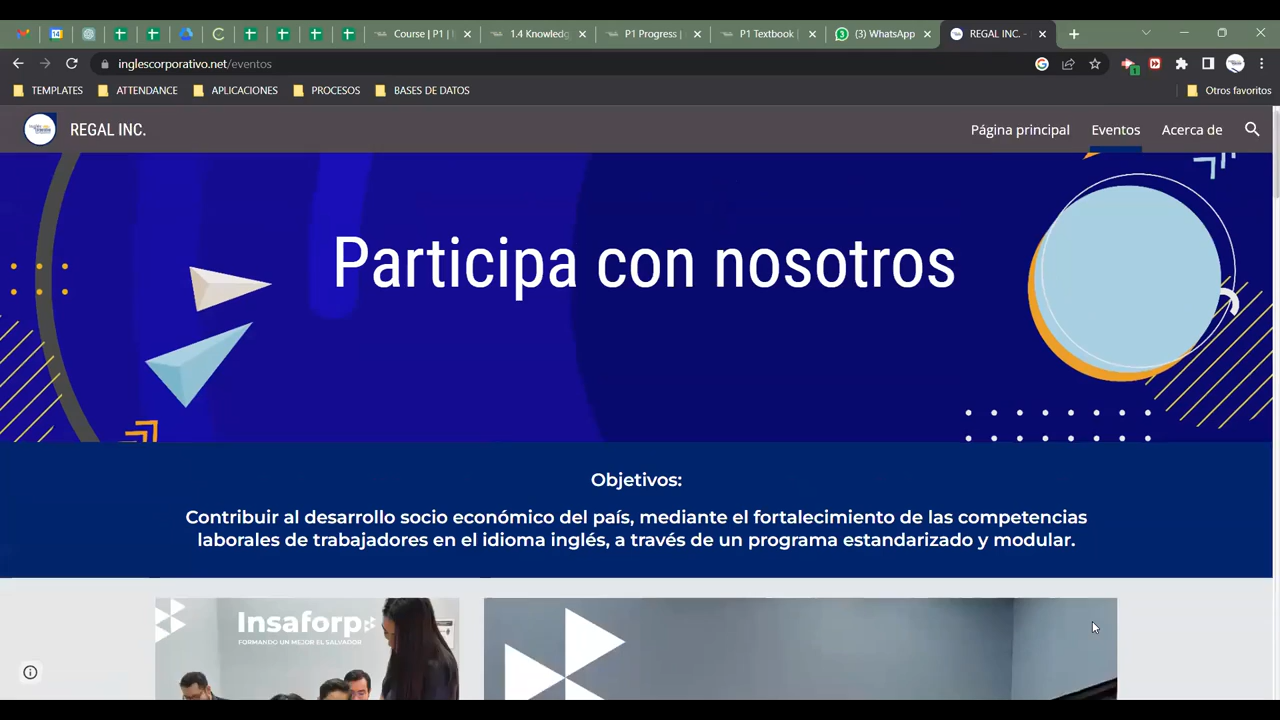 Course | P1 |
1.4 Knowledg
P1 Progress |
P1 Textbook |
(3) WhatsApp
REGAL INC. -
inglescorporativo.net/eventos
1
TEMPLATES
ATTENDANCE
APLICACIONES
PROCESOS
BASES DE DATOS
Otros favoritos
REGAL INC.
Página principal
Eventos
Acerca de
Participa con nosotros
Objetivos:
Contribuir al desarrollo socio económico del país, mediante el fortalecimiento de las competencias
laborales de trabajadores en el idioma inglés, a través de un programa estandarizado y modular.
Insaforp
FORMANDO UN MEJOR EL SALVADOR